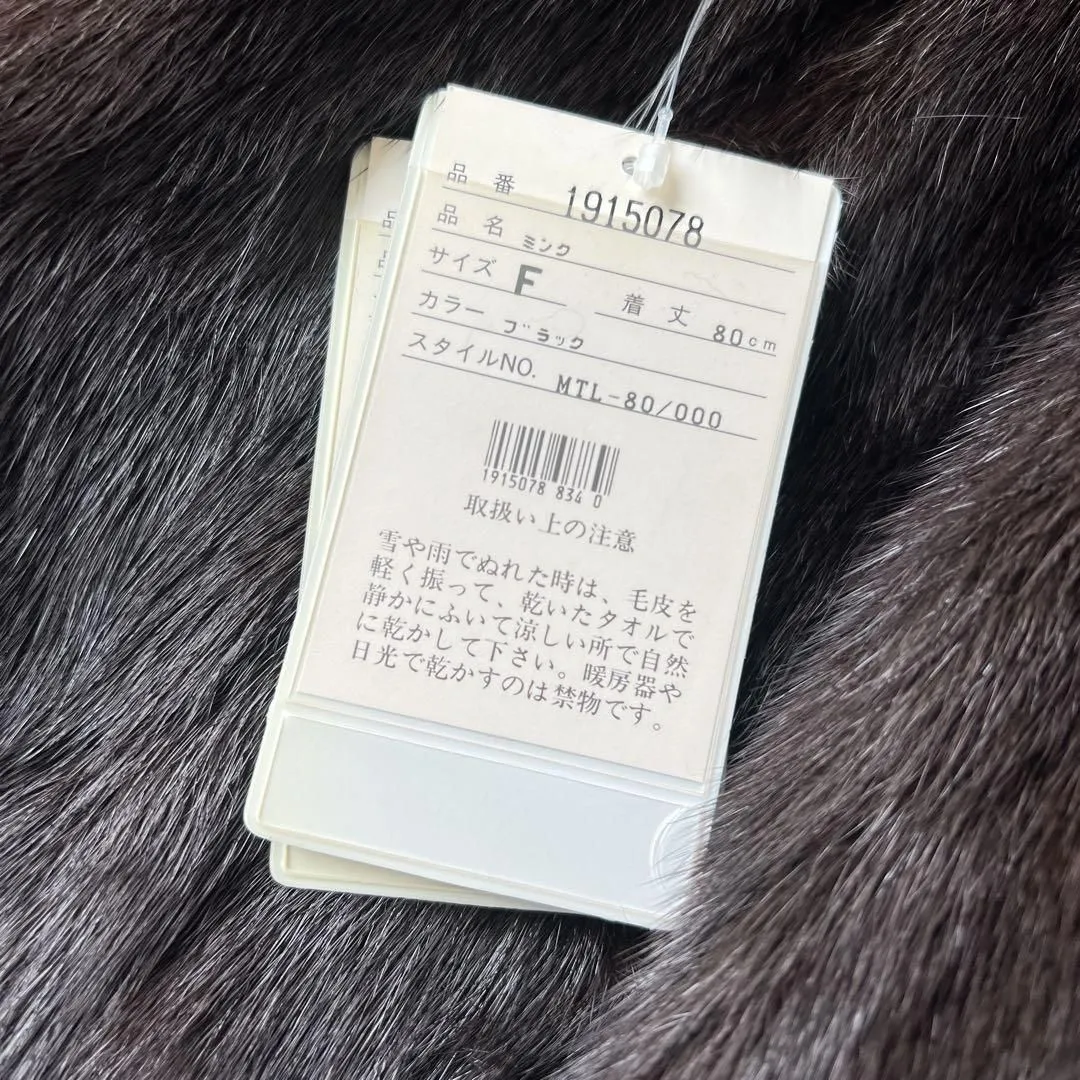 品番 1915078
品名 ミンク
サイズ F 着丈 80cm
カラー ブラック
スタイルNO. MTL-80/000
1915078 834 0
取扱い上の注意
雪や雨でぬれた時は、毛皮を
軽く振って、乾いたタオルで
静かにふいて涼しい所で自然
に乾かして下さい。暖房器や
日光で乾かすのは禁物です。
品
品